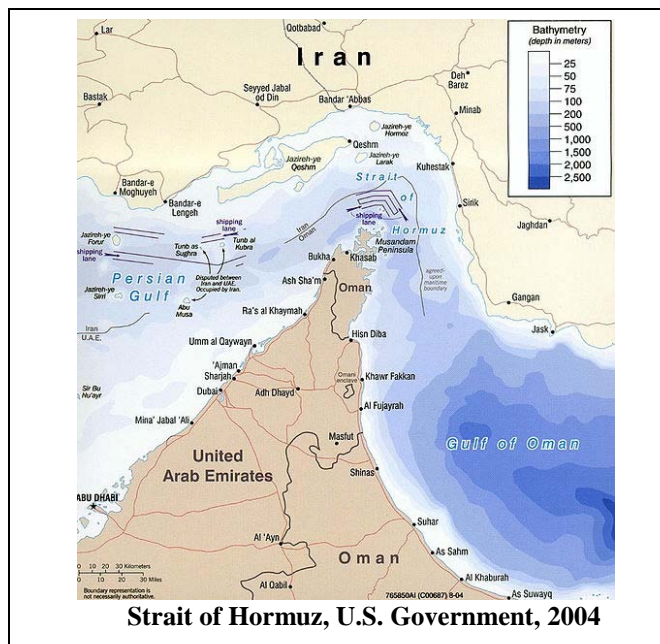 Lar
Qotbabad
Iran
Bathymetry
(depth in meters)
25
50
75
100
200
500
1,000
1,500
2,000
2,500
Deh
Barez
Seyyed Jabal
od Din
Bandar 'Abbas
Bastak
Minab
Jazireh-ye
Hormoz
Qeshm
Jazireh-ye
Larak
Jazireh-ye
Qeshm
Kuhestak
Strait
of
Hormuz
Bandar-e
Moghuyeh
Bandar-e
Lengeh
Sirik
shipping
lane
Jaghdan
Iran
Oman
Musandam
Peninsula
Jazireh-ye
Forur
shipping
lane
Tunb as
Sughra
Tunb al
Kubra
shipping
lane
Bukha
Khasab
Persian
Gulf
Disputed between
Iran and UAE.
Occupied by Iran.
Ash Sha'm
Oman
agreed-
upon
maritime
boundary
Jazireh-ye
Sirri
Abu
Musa
Gangan
Ra's al Khaymah
Iran
U.A.E.
Jask
Umm al Qaywayn
Hisn Diba
'Ajman
Sharjah
Omani
enclave
Khawr Fakkan
Sir Bu
Nu'ayr
Dubai
Adh Dhayd
Al Fujayrah
Mina' Jabal 'Ali
Masfut
Gulf of Oman
United
Arab Emirates
Shinas
ABU DHABI
Suhar
Al 'Ayn
As Sahm
Oman
0 10 20 30 Kilometers
0 10 20 30 Miles
Al Khaburah
Boundary representation is
not necessarily authoritative.
Al Qabil
765850AI (C00687) 8-04
As Suwayq
Strait of Hormuz, U.S. Government, 2004